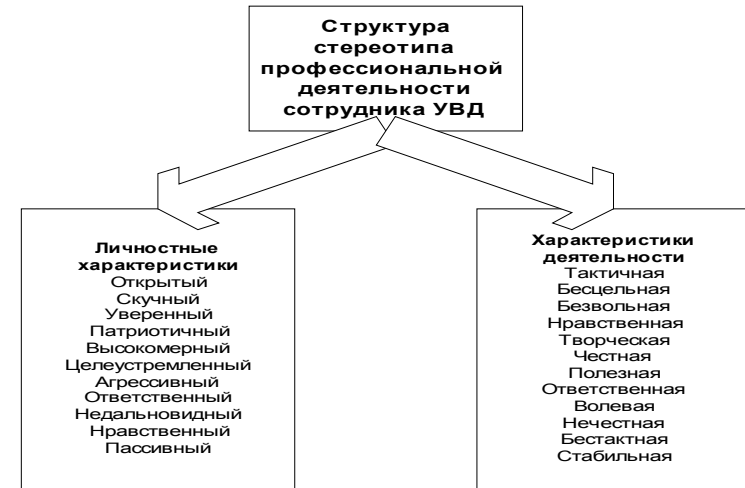 Структура
стереотипа
профессиональной
деятельности
сотрудника УВД
Личностные
характеристики
Открытый
Скучный
Уверенный
Патриотичный
Высокомерный
Целеустремленный
Агрессивный
Ответственный
Недальновидный
Нравственный
Пассивный
Характеристики
деятельности
Тактичная
Бесцельная
Безвольная
Нравственная
Творческая
Честная
Полезная
Ответственная
Волевая
Нечестная
Бестактная
Стабильная